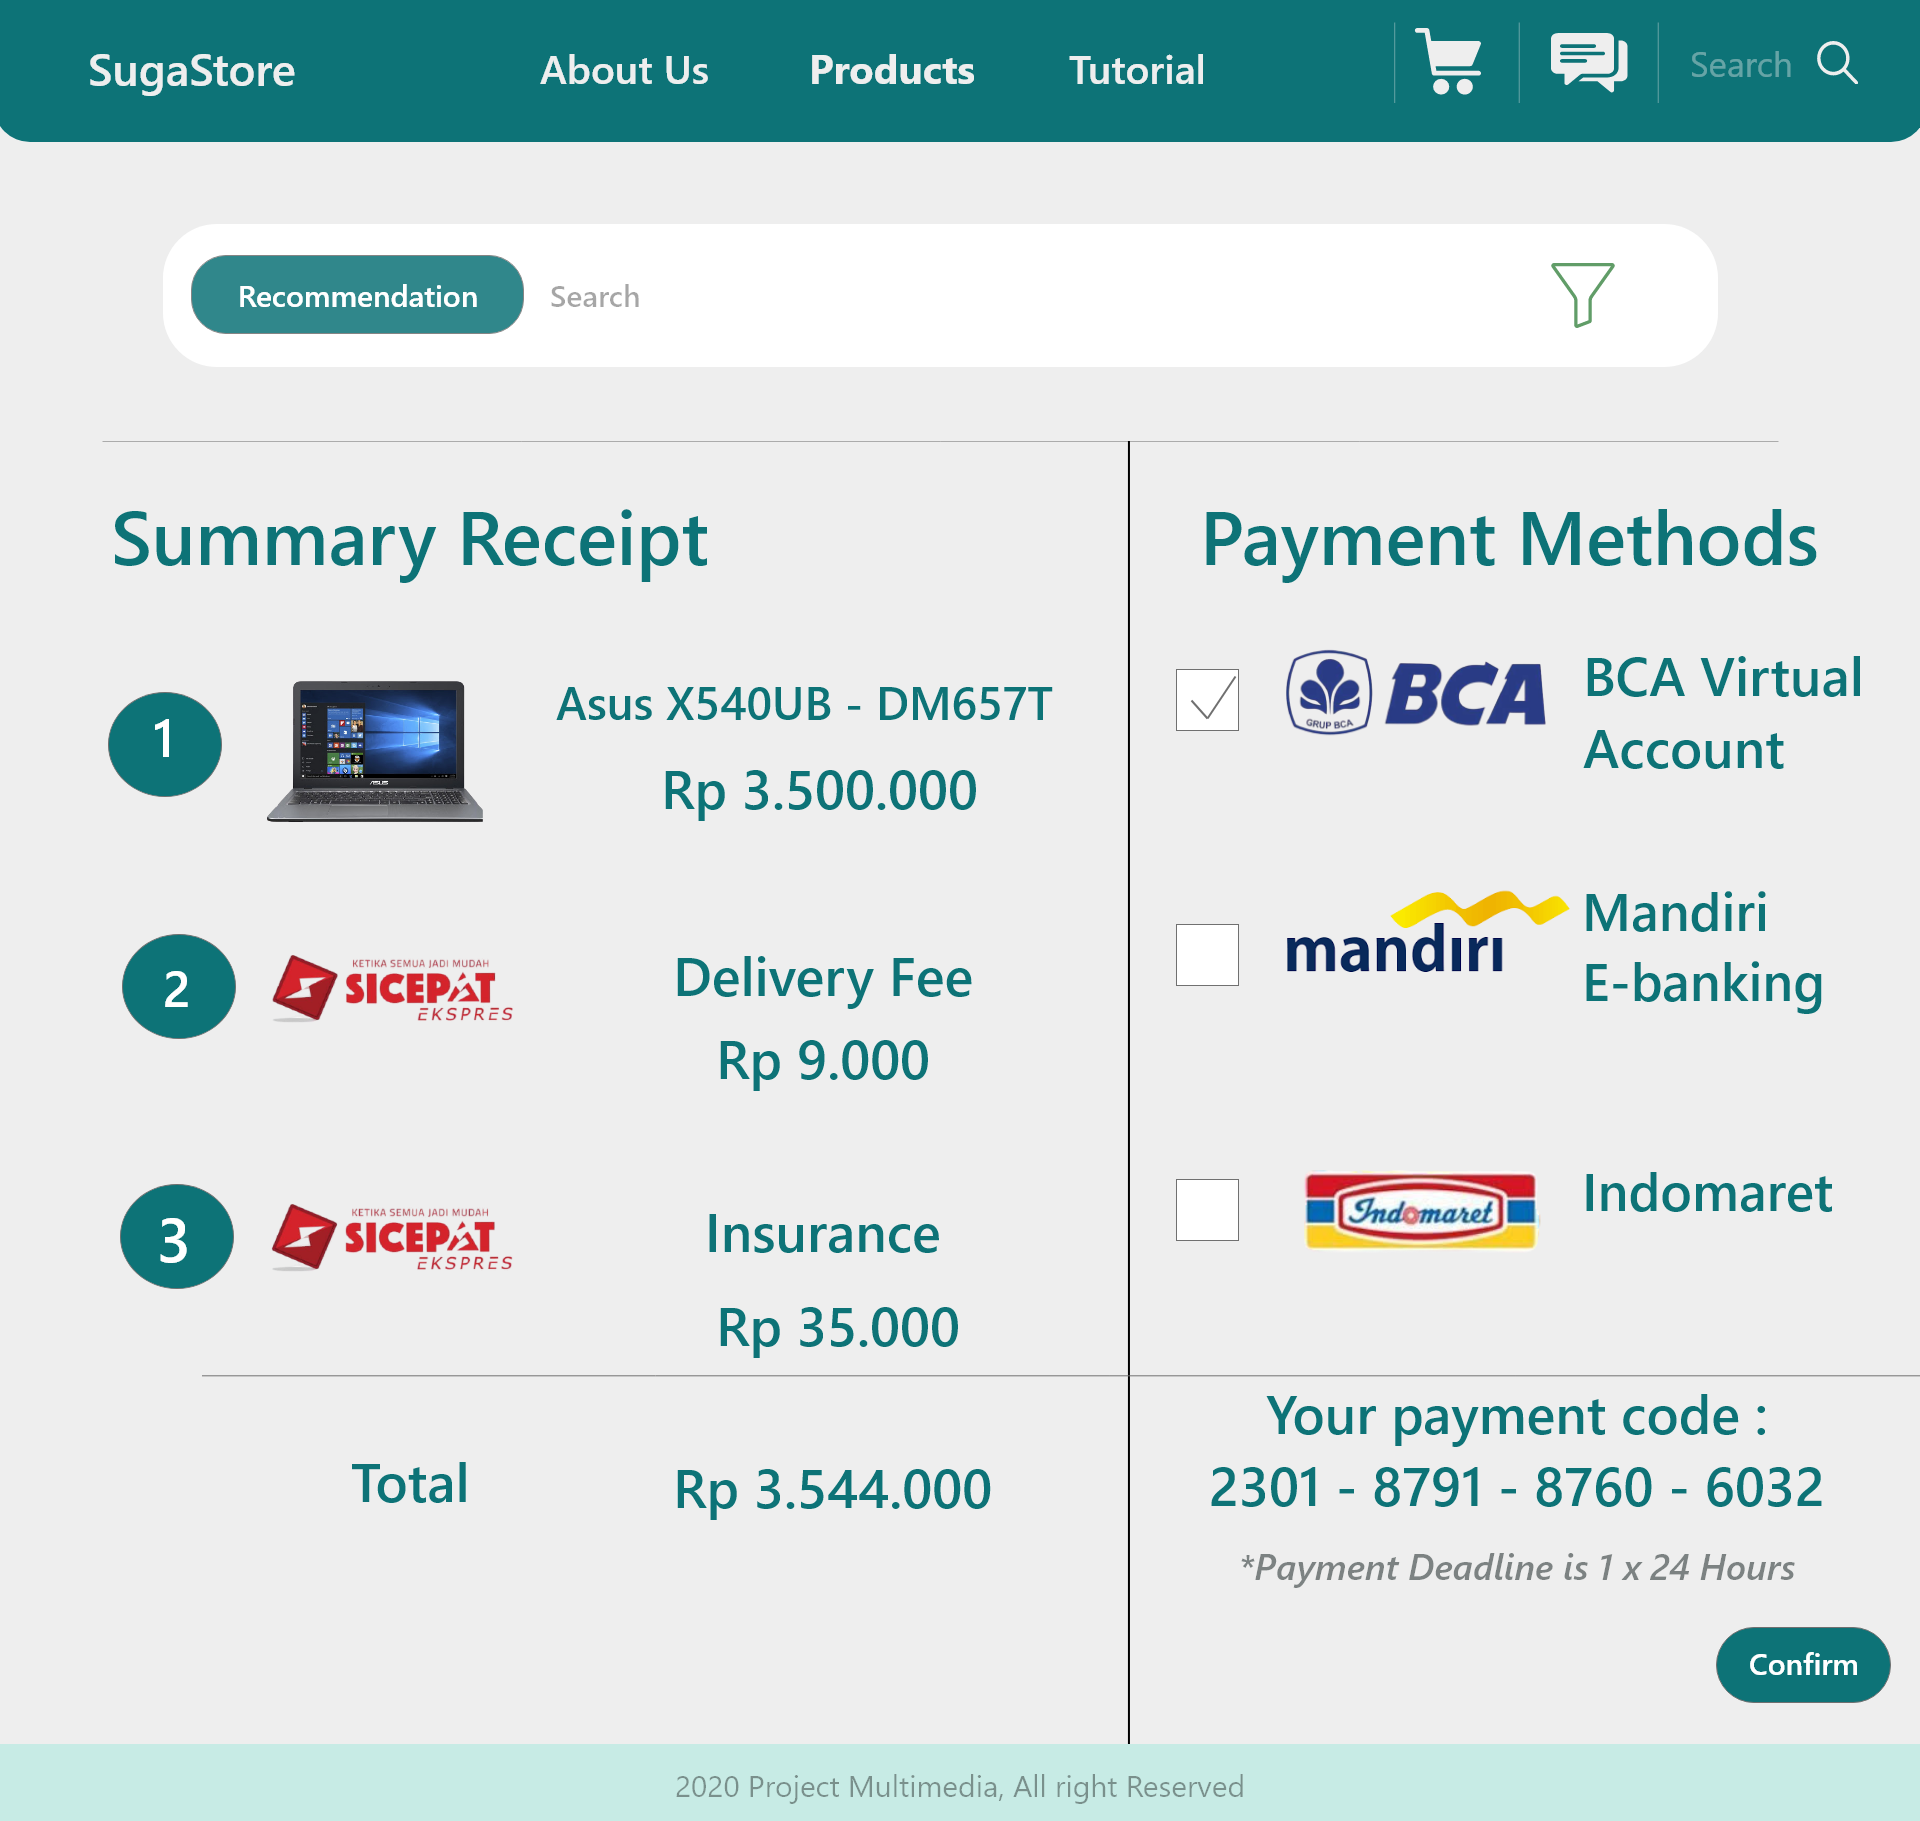 SugaStore
About Us
Products
Tutorial
Search
Recommendation
Search
Summary Receipt
1
ASUS
Asus X540UB - DM657T
Rp 3.500.000
2
KETIKA SEMUA JADI MUDAH
SICEPAT
EKSPRES
Delivery Fee
Rp 9.000
3
KETIKA SEMUA JADI MUDAH
SICEPAT
EKSPRES
Insurance
Rp 35.000
Total
Rp 3.544.000
Payment Methods
GRUP BCA
BCA
BCA Virtual
Account
mandırı
Mandiri
E-banking
Indomaret
Indomaret
Your payment code :
2301 - 8791 - 8760 - 6032
*Payment Deadline is 1 x 24 Hours
Confirm
2020 Project Multimedia, All right Reserved